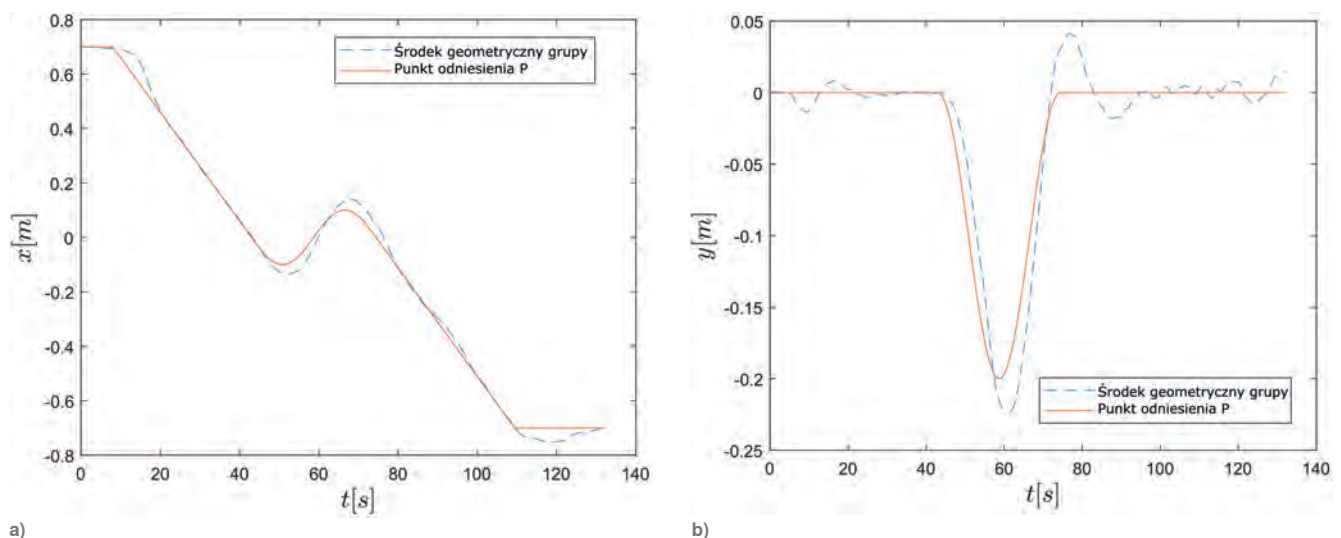 0.8
0.6
0.4
0.2
0
-0.2
-0.4
-0.6
-0.8
x[m]
0 20 40 60 80 100 120 140
t[s]
Środek geometryczny grupy
Punkt odniesienia P
a)
0.05
0
-0.05
-0.1
-0.15
-0.2
-0.25
y[m]
0 20 40 60 80 100 120 140
t[s]
Środek geometryczny grupy
Punkt odniesienia P
b)